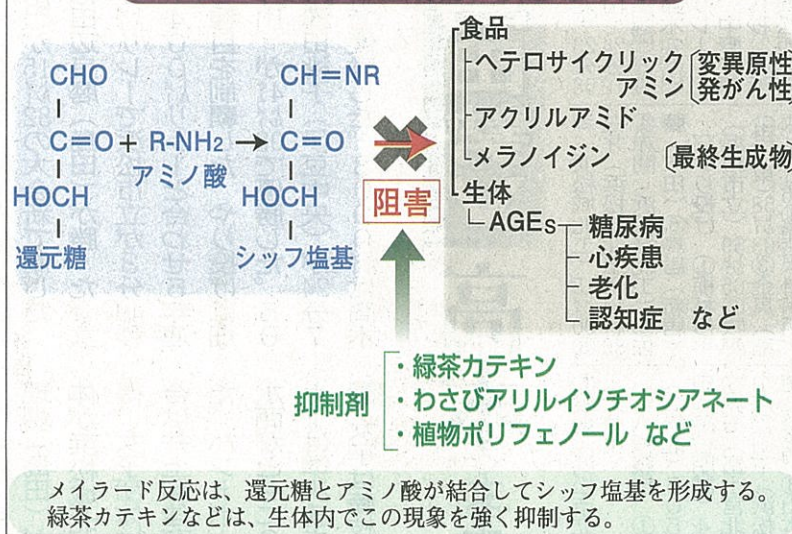 CHO
C=O + R-NH2 → C=O
CH=NR
アミノ酸
HOCH
HOCH
還元糖
シッフ塩基
阻害
食品
ヘテロサイクリック
アミン
変異原性
発がん性
アクリルアミド
メラノイジン 〔最終生成物
生体
AGEs
糖尿病
心疾患
老化
認知症 など
抑制剤
・緑茶カテキン
・わさびアリルイソチオシアネート
・植物ポリフェノール など
メイラード反応は、還元糖とアミノ酸が結合してシッフ塩基を形成する。
緑茶カテキンなどは、生体内でこの現象を強く抑制する。